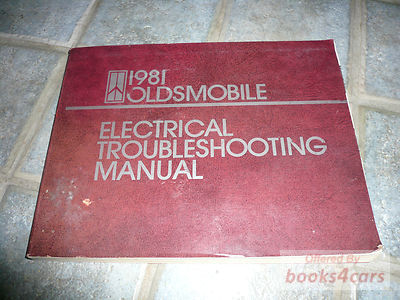 1981
OLDSMOBILE
ELECTRICAL
TROUBLESHOOTING
MANUAL
Offered By
books4cars